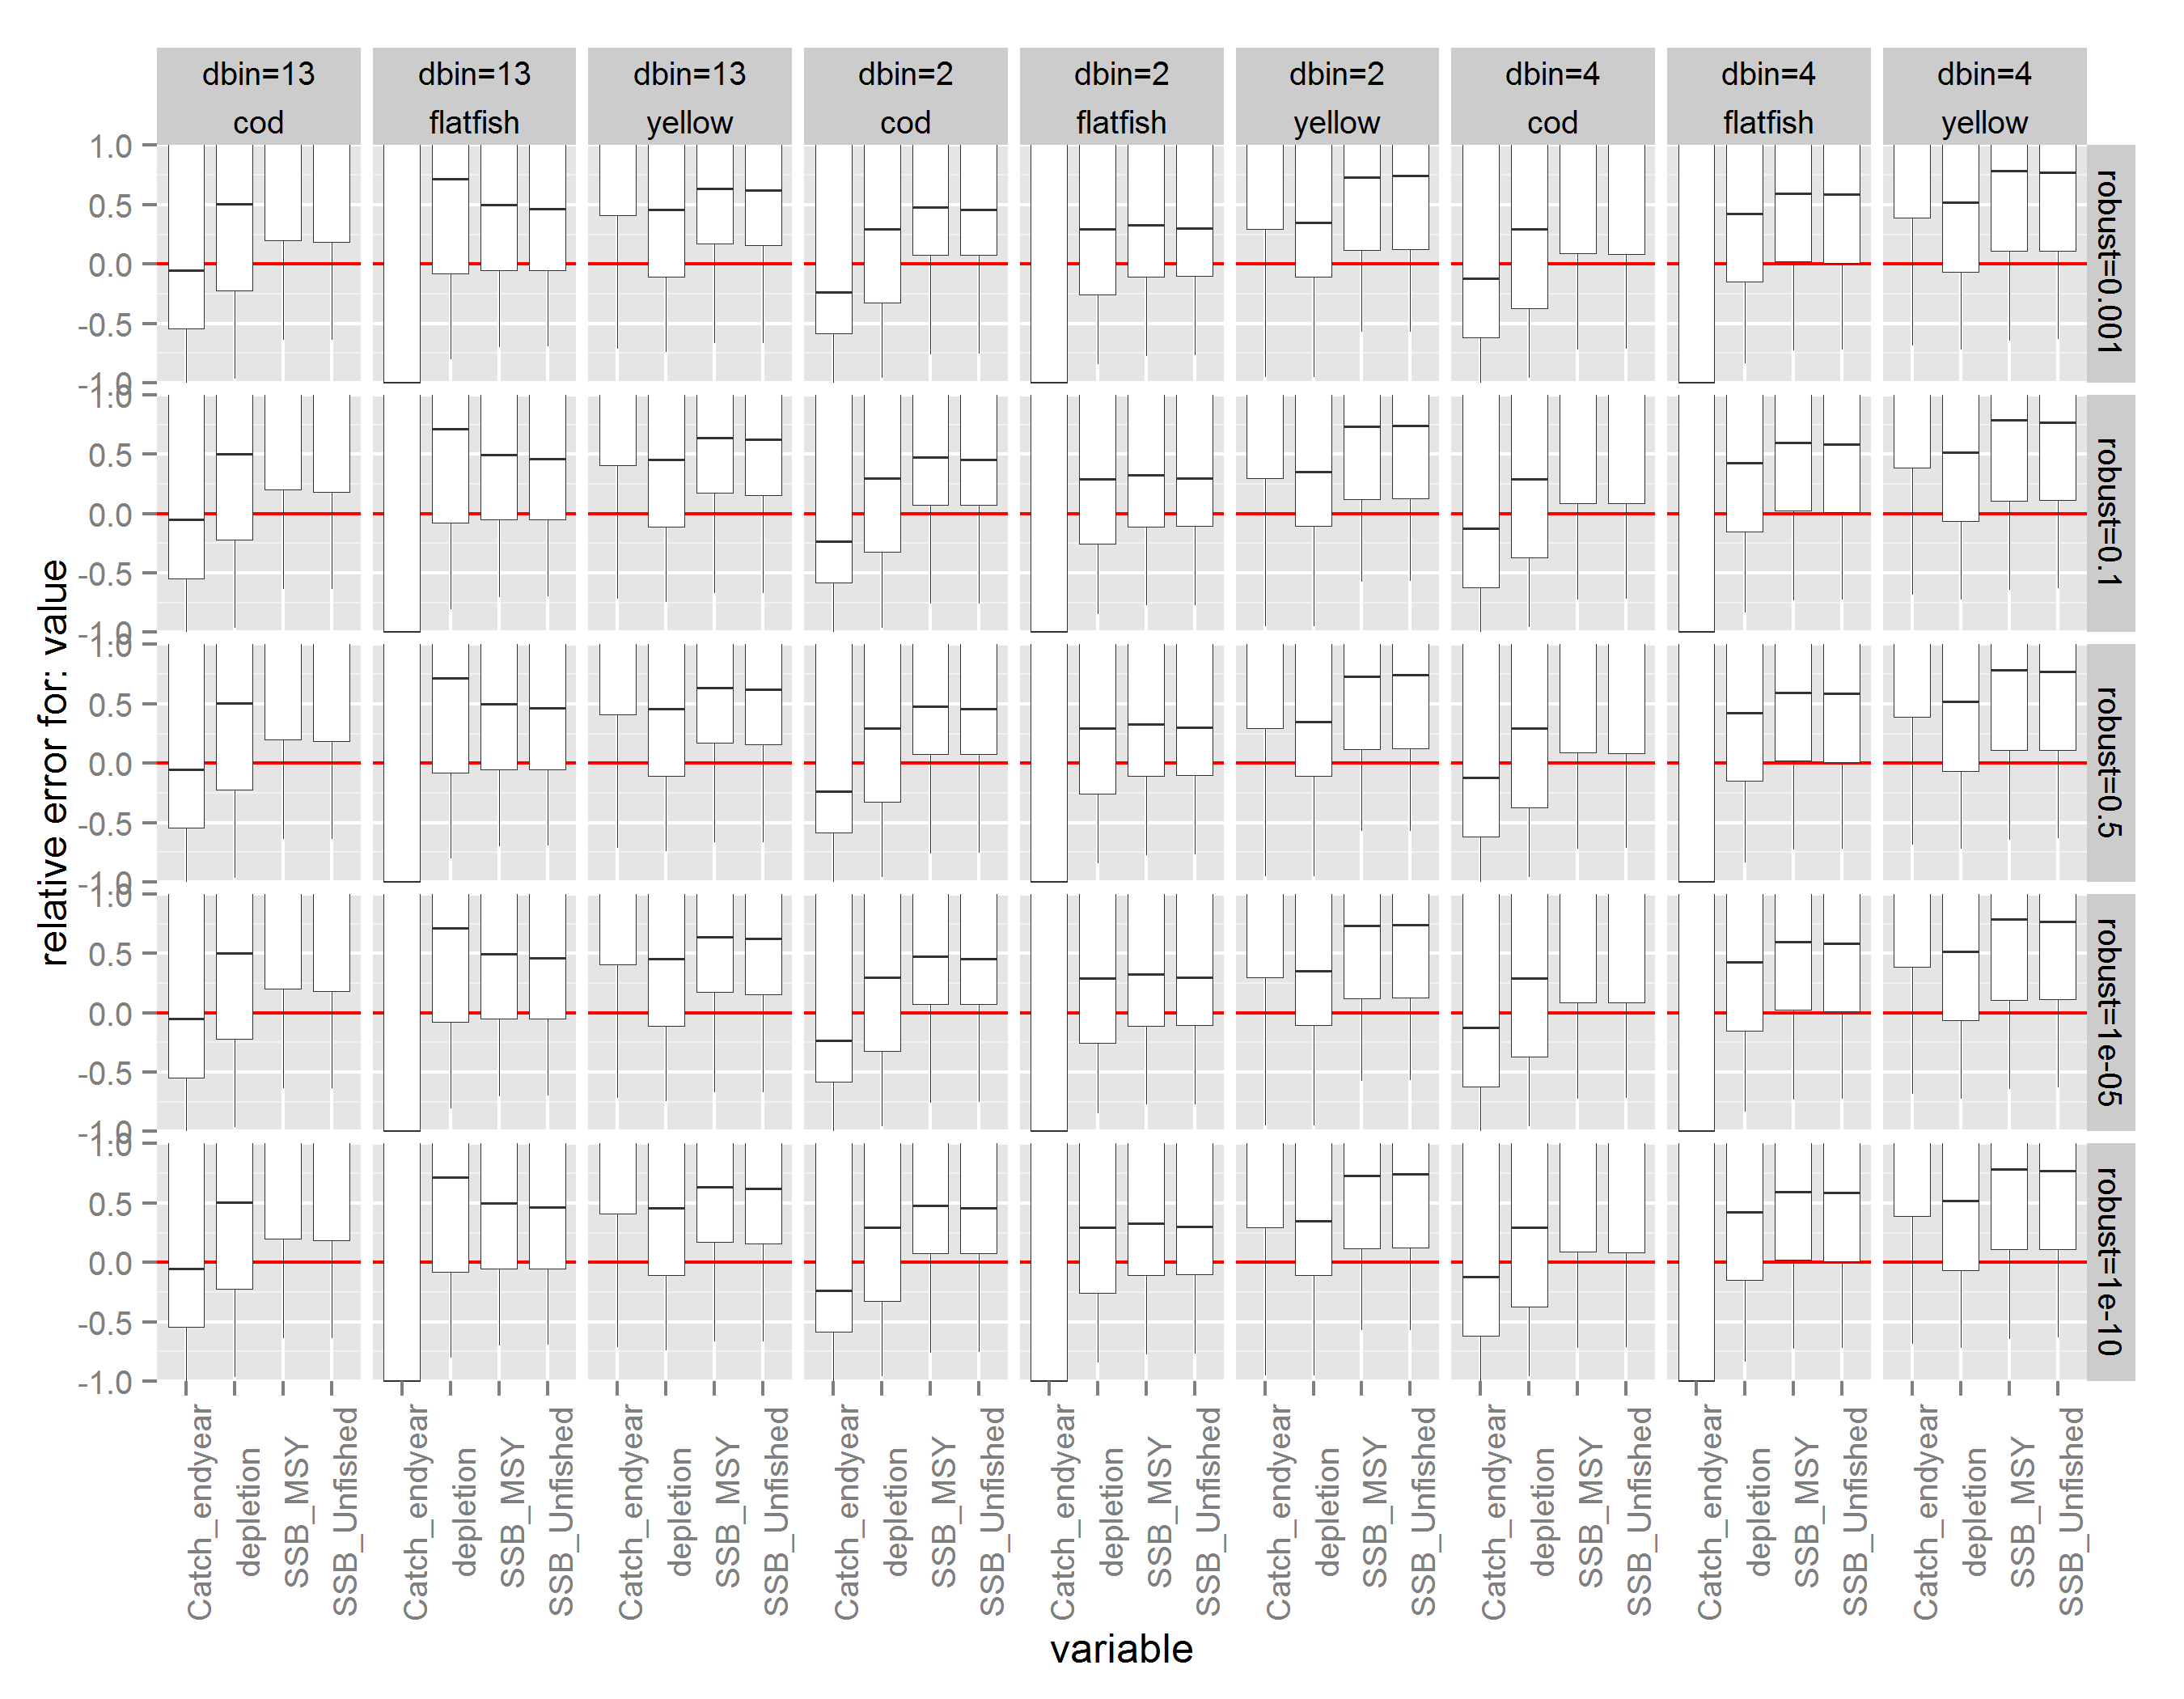 dbin=13 dbin=13 dbin=13 dbin=2 dbin=2 dbin=2 dbin=4 dbin=4 dbin=4
cod flatfish yellow cod flatfish yellow cod flatfish yellow
1.0
0.5
0.0
-0.5
-1.0
robust=0.001
1.0
0.5
0.0
-0.5
-1.0
robust=0.1
1.0
0.5
0.0
-0.5
-1.0
robust=0.5
1.0
0.5
0.0
-0.5
-1.0
robust=1e-05
1.0
0.5
0.0
-0.5
-1.0
robust=1e-10
relative error for: value
Catch_endyear
depletion
SSB_MSY
SSB_Unfished
Catch_endyear
depletion
SSB_MSY
SSB_Unfished
Catch_endyear
depletion
SSB_MSY
SSB_Unfished
Catch_endyear
depletion
SSB_MSY
SSB_Unfished
Catch_endyear
depletion
SSB_MSY
SSB_Unfished
Catch_endyear
depletion
SSB_MSY
SSB_Unfished
Catch_endyear
depletion
SSB_MSY
SSB_Unfished
Catch_endyear
depletion
SSB_MSY
SSB_Unfished
Catch_endyear
depletion
SSB_MSY
SSB_Unfished
variable